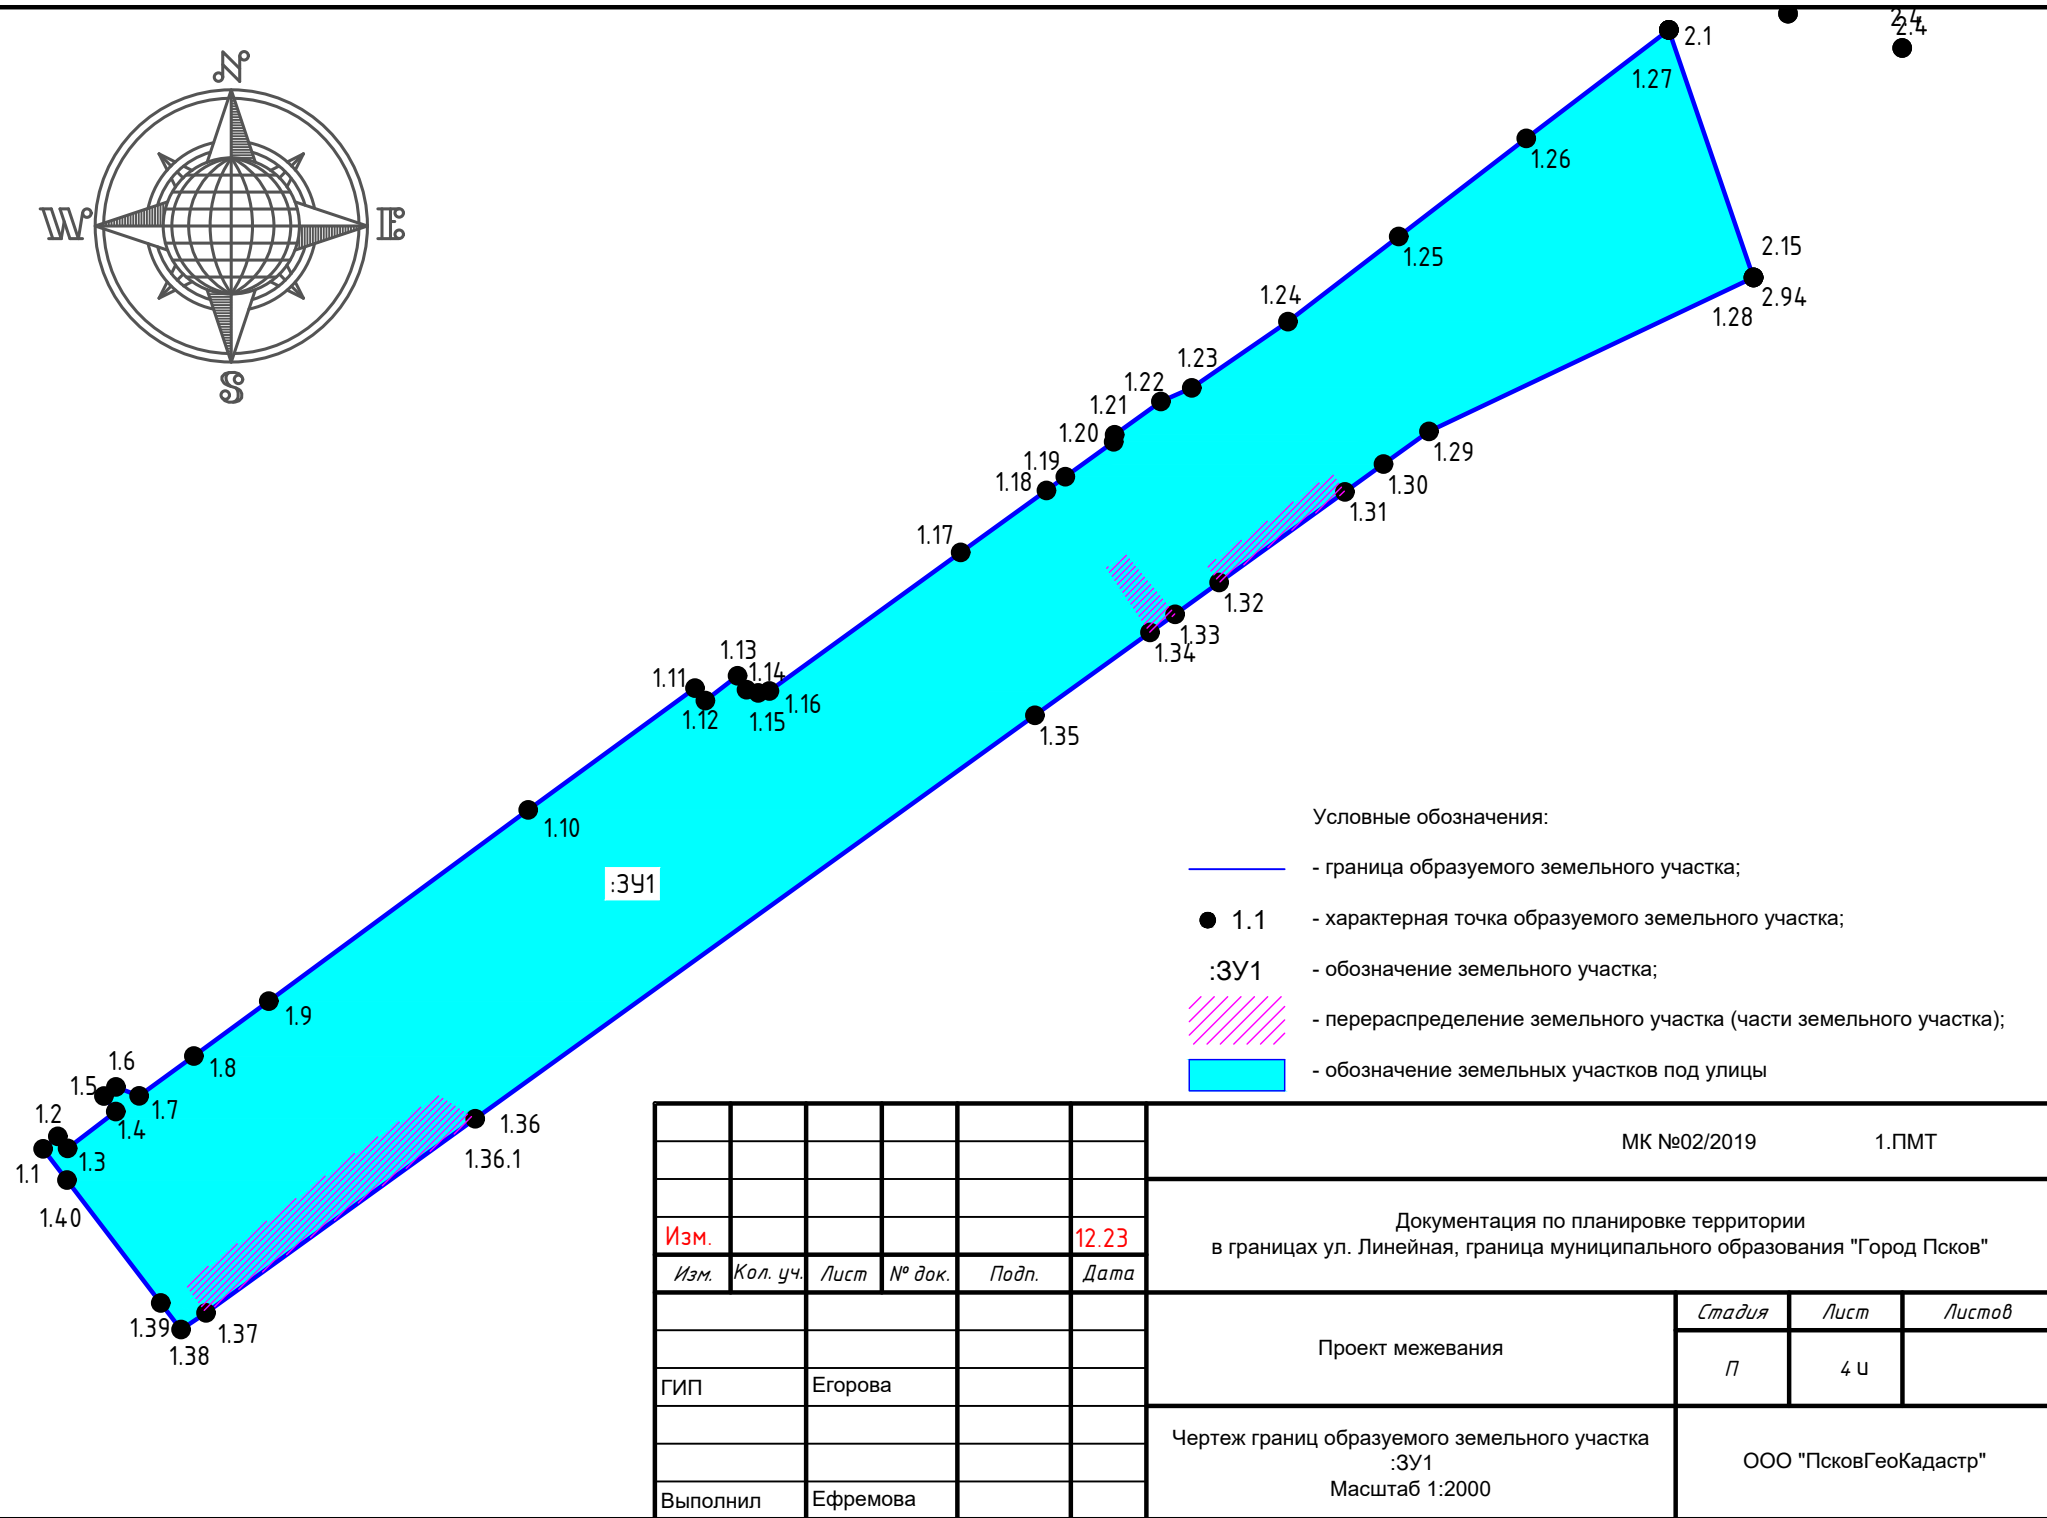 N
W
E
S
2.4
2.4
2.1
1.27
1.26
2.15
1.25
2.94
1.24
1.28
1.23
1.22
1.21
1.20
1.29
1.19
1.30
1.18
1.31
1.17
1.32
1.33
1.34
1.13
1.14
1.11
1.16
1.12
1.15
1.35
1.10
:ЗУ1
1.9
1.8
1.6
1.5
1.7
1.2
1.4
1.36
1.3
1.36.1
1.1
1.40
1.39
1.37
1.38
Условные обозначения:
- граница образуемого земельного участка;
1.1 - характерная точка образуемого земельного участка;
:ЗУ1 - обозначение земельного участка;
- перераспределение земельного участка (части земельного участка);
- обозначение земельных участков под улицы
МК №02/2019 1.ПМТ
Документация по планировке территории
в границах ул. Линейная, граница муниципального образования "Город Псков"
Изм. 12.23
Изм. Кол. уч. Лист № док. Подп. Дата
Проект межевания
Стадия Лист Листов
П 4 И
ГИП Егорова
Чертеж границ образуемого земельного участка
:ЗУ1
Масштаб 1:2000
ООО "ПсковГеоКадастр"
Выполнил Ефремова